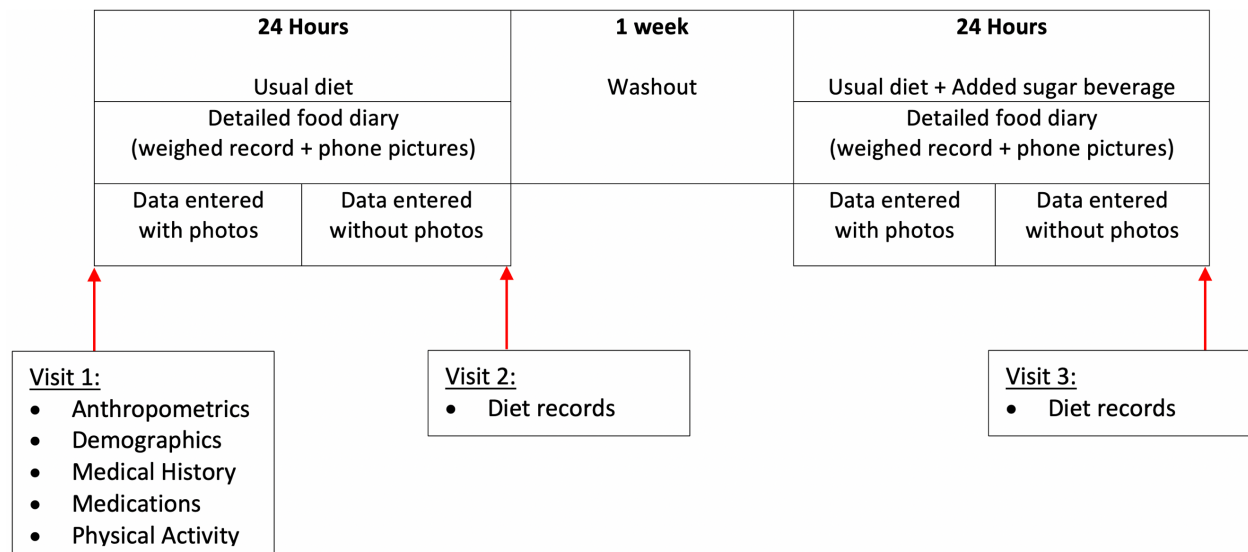 24 Hours
Usual diet
Detailed food diary
(weighed record + phone pictures)
Data entered
with photos
Data entered
without photos
1 week
Washout
24 Hours
Usual diet + Added sugar beverage
Detailed food diary
(weighed record + phone pictures)
Data entered
with photos
Data entered
without photos
Visit 1:
• Anthropometrics
• Demographics
• Medical History
• Medications
• Physical Activity
Visit 2:
• Diet records
Visit 3:
• Diet records